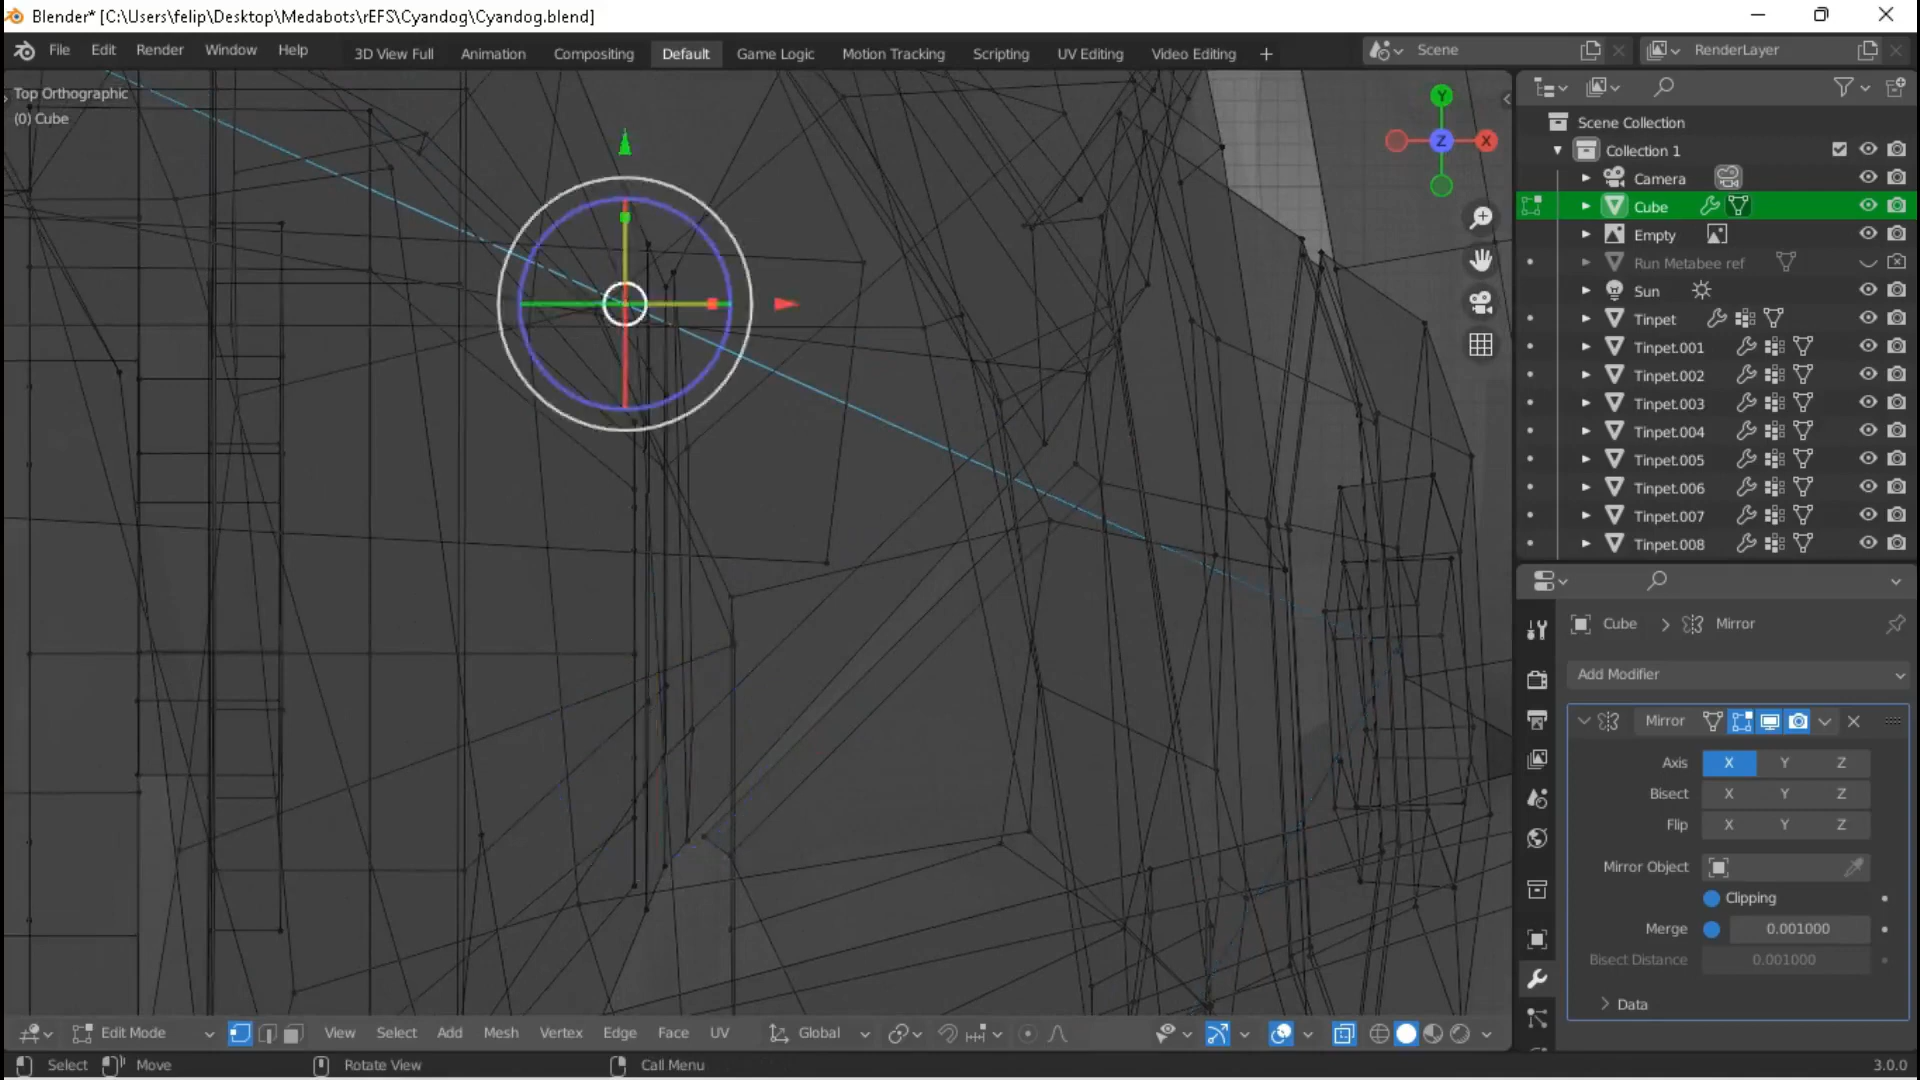 Blender* [C:\Users\felip\Desktop\Medabots\rEFS\Cyandog\Cyandog.blend]
File Edit Render Window Help 3D View Full Animation Compositing Default Game Logic Motion Tracking Scripting UV Editing Video Editing + Scene RenderLayer
Top Orthographic
(0) Cube
Y
Z X
Scene Collection
Collection 1
Camera
Cube
Empty
Run Metabee ref
Sun
Tinpet
Tinpet.001
Tinpet.002
Tinpet.003
Tinpet.004
Tinpet.005
Tinpet.006
Tinpet.007
Tinpet.008
Cube > Mirror
Add Modifier
Mirror
Axis X Y Z
Bisect X Y Z
Flip X Y Z
Mirror Object
Clipping
Merge 0.001000
Bisect Distance 0.001000
Data
Edit Mode View Select Add Mesh Vertex Edge Face UV Global
Select Move Rotate View Call Menu 3.0.0